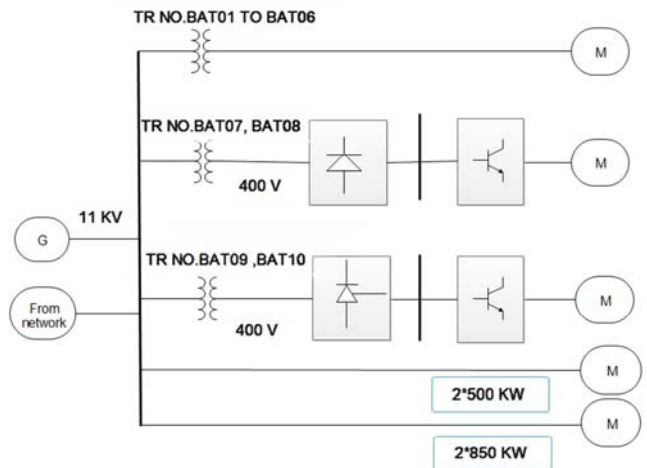 TR NO.BAT01 TO BAT06
M
TR NO.BAT07, BAT08
M
400 V
11 KV
G
TR NO.BAT09 ,BAT10
From
network
M
400 V
M
2*500 KW
M
2*850 KW